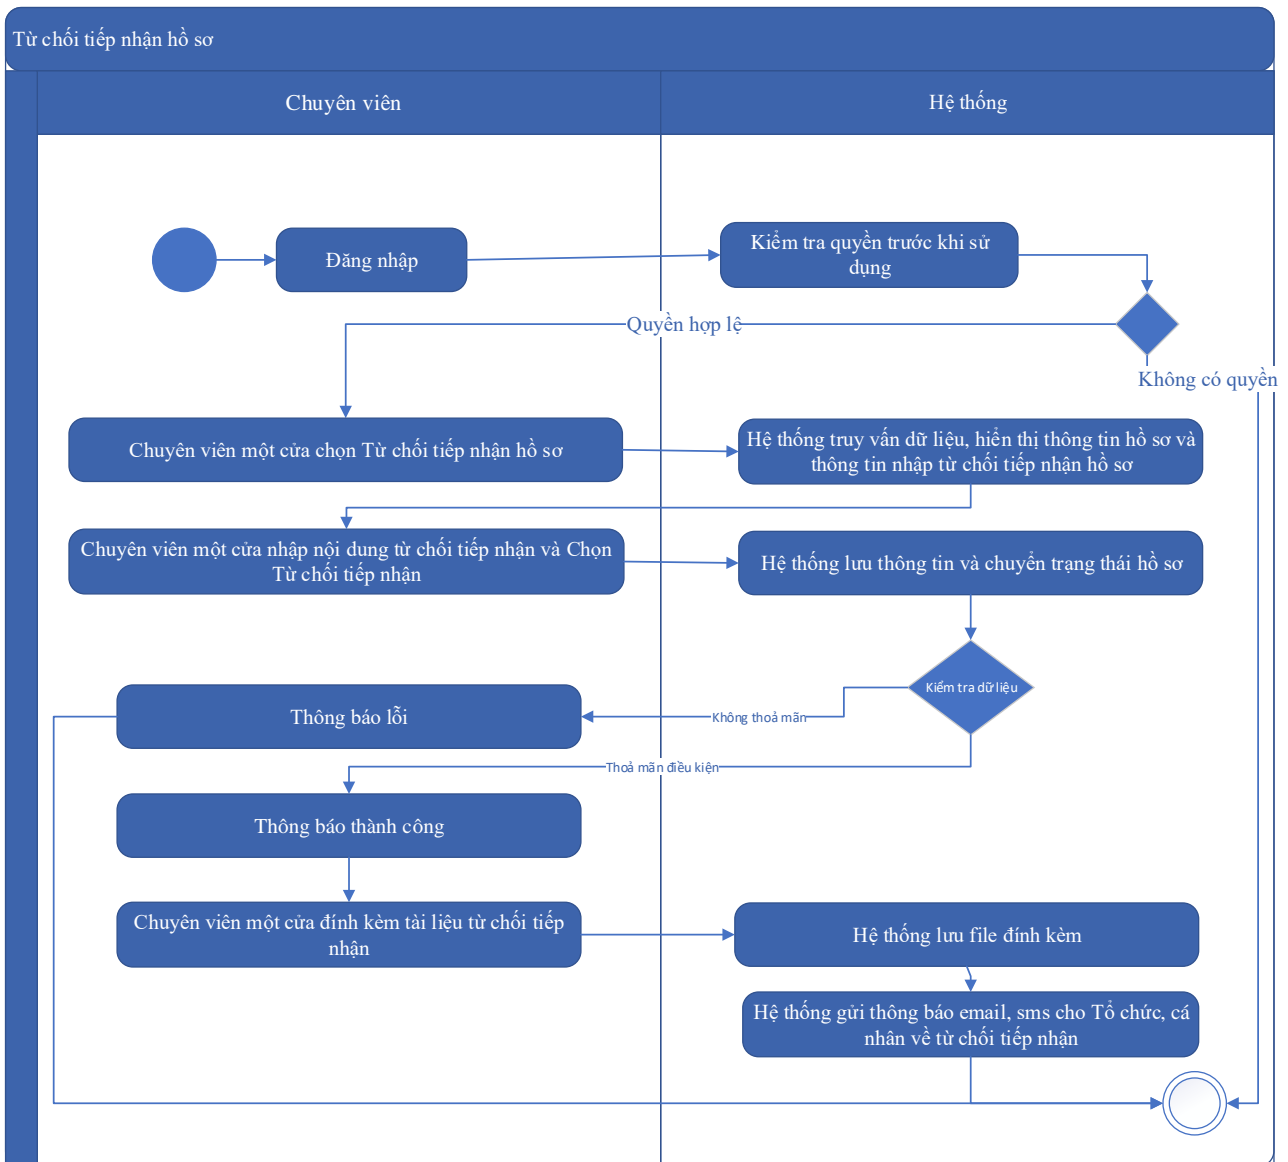 Từ chối tiếp nhận hồ sơ
Chuyên viên
Hệ thống
Đăng nhập
Kiểm tra quyền trước khi sử
dụng
Quyền hợp lệ
Không có quyền
Chuyên viên một cửa chọn Từ chối tiếp nhận hồ sơ
Hệ thống truy vấn dữ liệu, hiển thị thông tin hồ sơ và
thông tin nhập từ chối tiếp nhận hồ sơ
Chuyên viên một cửa nhập nội dung từ chối tiếp nhận và Chọn
Từ chối tiếp nhận
Hệ thống lưu thông tin và chuyển trạng thái hồ sơ
Kiểm tra dữ liệu
Thông báo lỗi
Không thoả mãn
Thoả mãn điều kiện
Thông báo thành công
Chuyên viên một cửa đính kèm tài liệu từ chối tiếp
nhận
Hệ thống lưu file đính kèm
Hệ thống gửi thông báo email, sms cho Tổ chức, cá
nhân về từ chối tiếp nhận